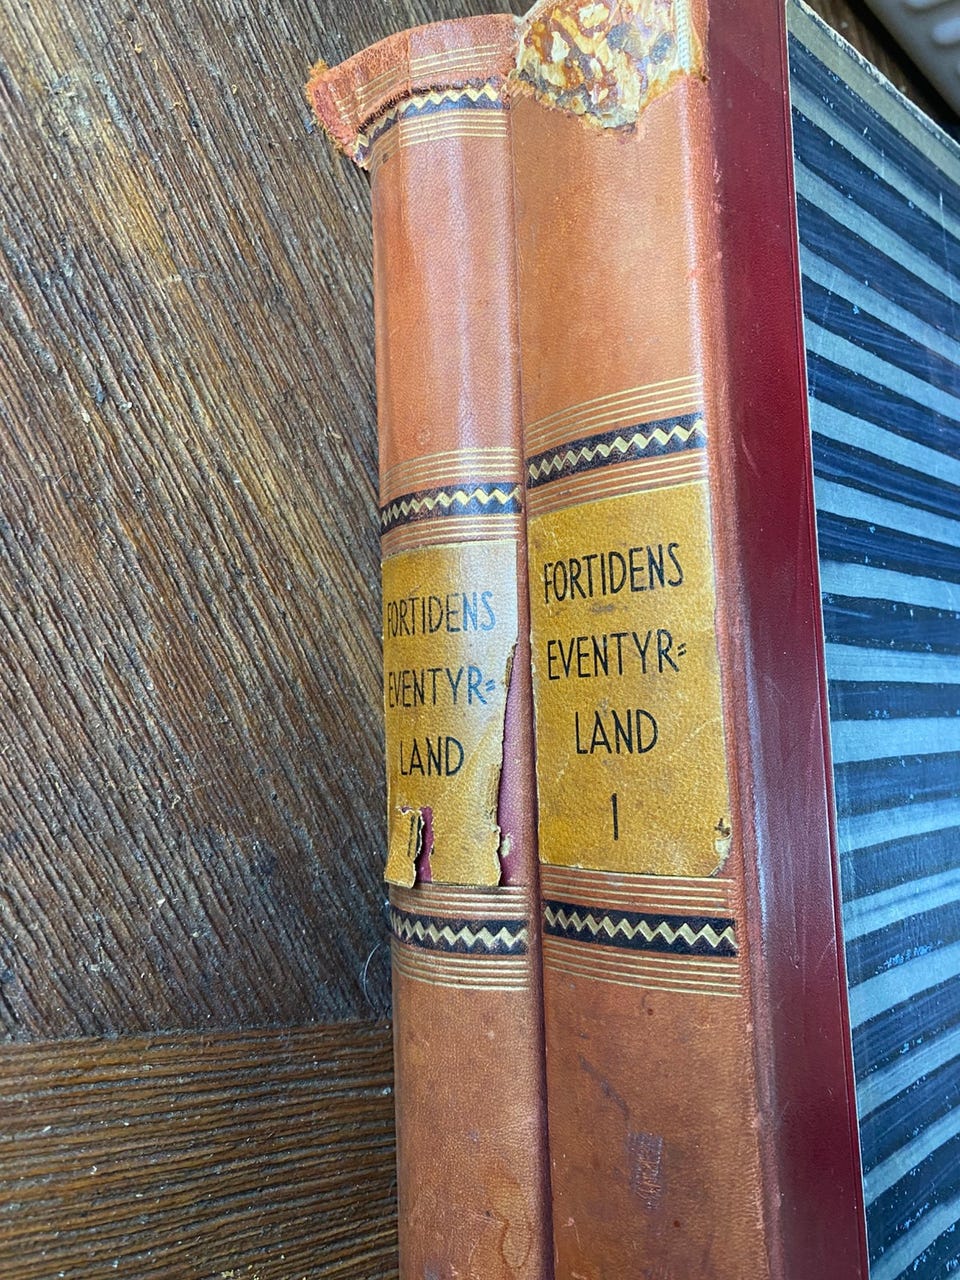 FORTIDENS
EVENTYR=
LAND
FORTIDENS
EVENTYR=
LAND
1